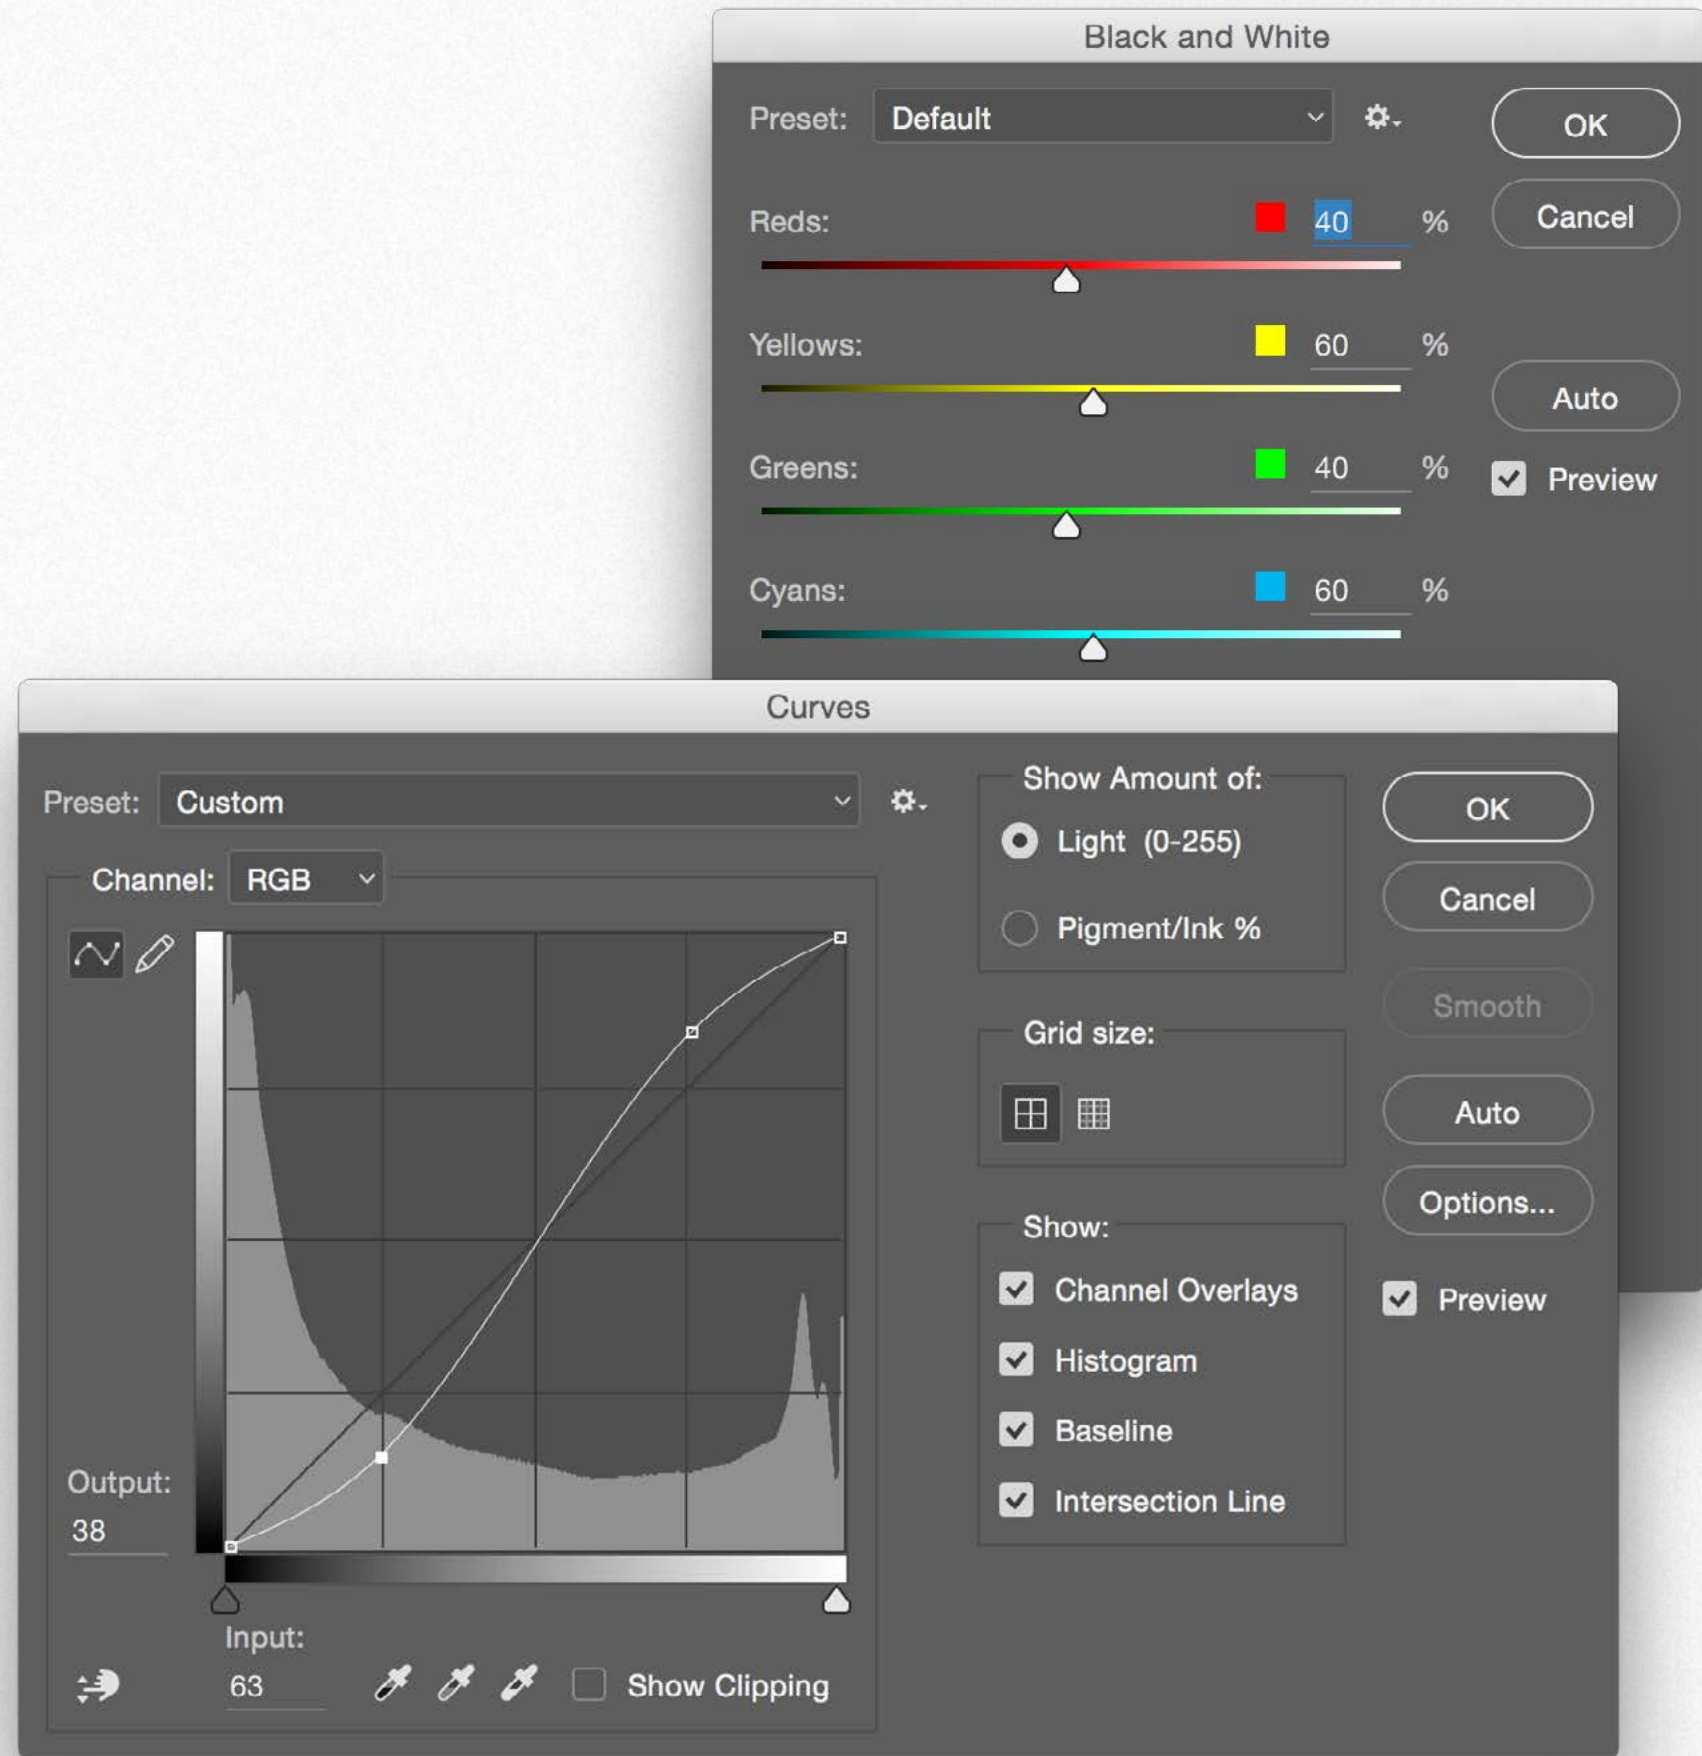 Black and White
Preset: Default
OK
Reds: 40 %
Cancel
Yellows: 60 %
Auto
Greens: 40 %
Preview
Cyans: 60 %
Curves
Preset: Custom
Channel: RGB
Output:
38
Input:
63
Show Clipping
Show Amount of:
Light (0-255)
Pigment/Ink %
Grid size:
Show:
Channel Overlays
Histogram
Baseline
Intersection Line
OK
Cancel
Smooth
Auto
Options...
Preview